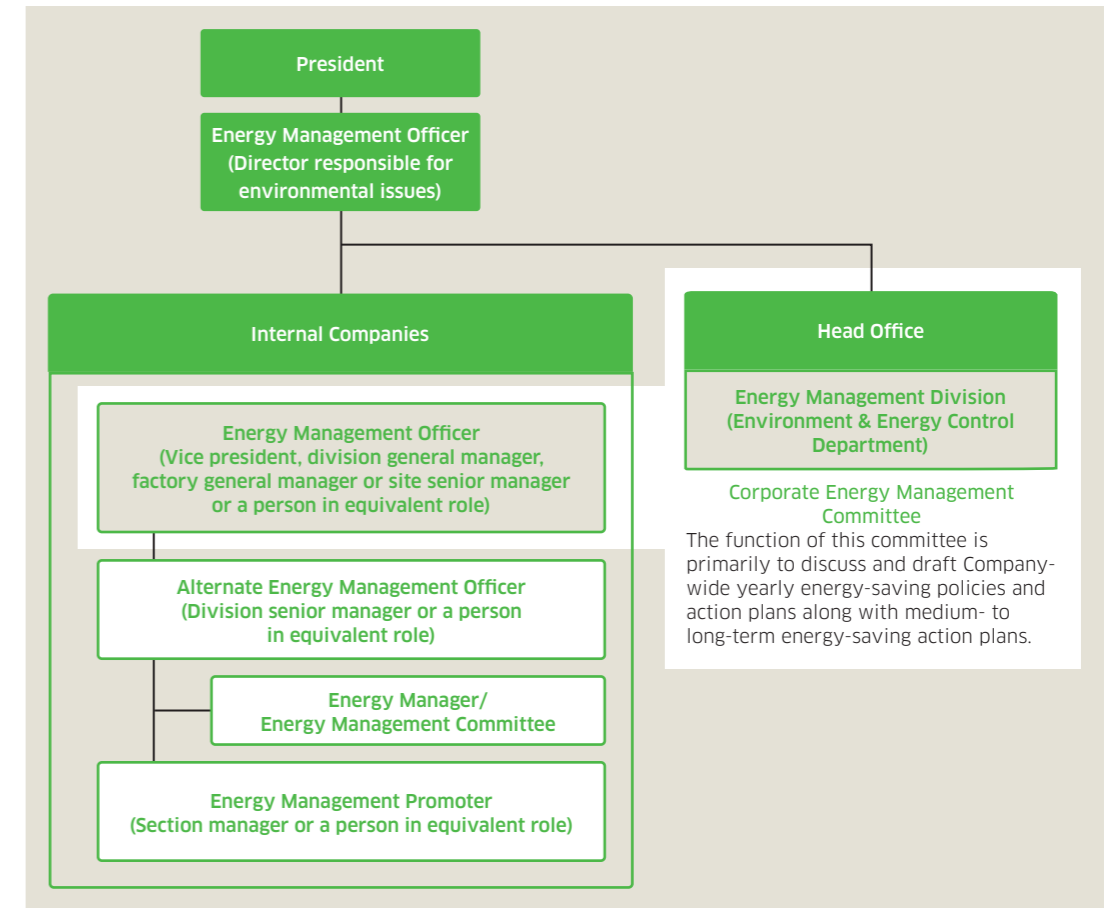 President
Energy Management Officer
(Director responsible for
environmental issues)
Internal Companies
Energy Management Officer
(Vice president, division general manager,
factory general manager or site senior manager
or a person in equivalent role)
Alternate Energy Management Officer
(Division senior manager or a person
in equivalent role)
Energy Manager/
Energy Management Committee
Energy Management Promoter
(Section manager or a person in equivalent role)
Head Office
Energy Management Division
(Environment & Energy Control
Department)
Corporate Energy Management
Committee
The function of this committee is
primarily to discuss and draft Company-
wide yearly energy-saving policies and
action plans along with medium- to
long-term energy-saving action plans.